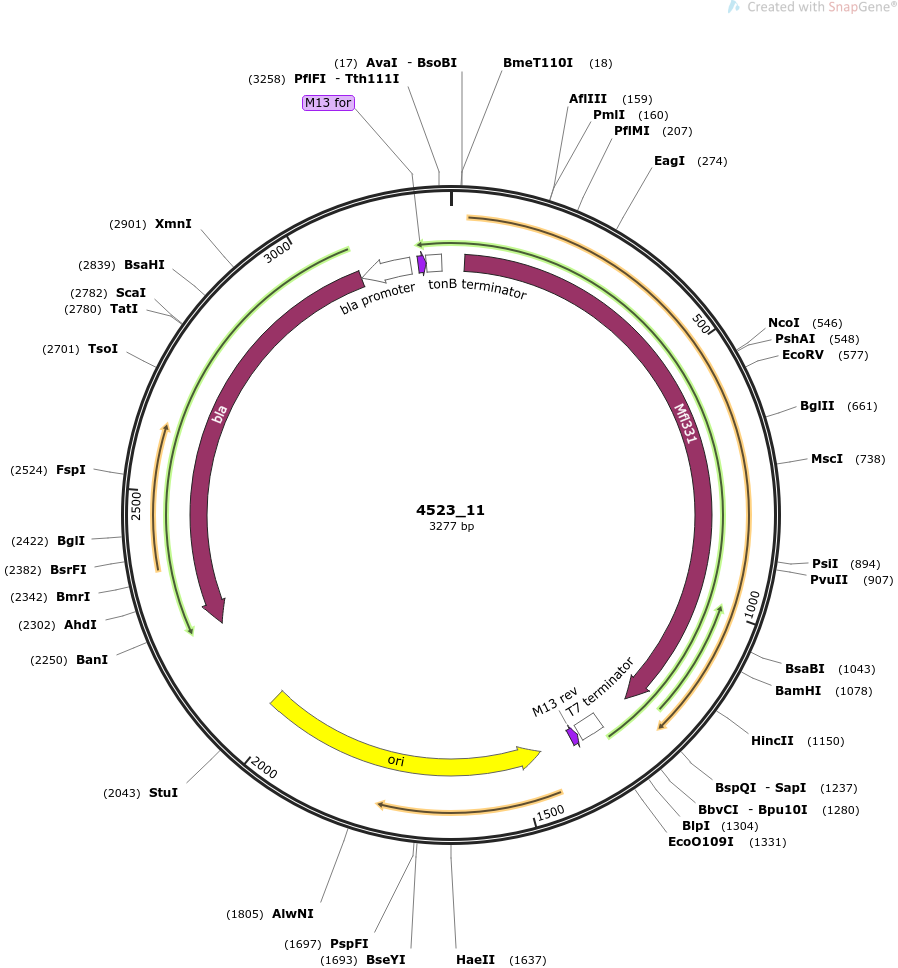 Created with SnapGene®
(17) AvaI - BsoBI
BmeT110I (18)
(3258) PflFI - Tth111I
M13 for
AflIII (159)
PmlI (160)
PflMI (207)
EagI (274)
(2901) XmnI
(2839) BsaHI
(2782) ScaI
(2780) TatI
(2701) TsoI
(2524) FspI
(2422) BglI
(2382) BsrFI
(2342) BmrI
(2302) AhdI
(2250) BanI
(2043) StuI
(1805) AlwNI
(1697) PspFI
(1693) BseYI
HaeII (1637)
NcoI (546)
PshAI (548)
EcoRV (577)
BglII (661)
MscI (738)
PsiI (894)
PvuII (907)
BsaBI (1043)
BamHI (1078)
HincII (1150)
BspQI - SapI (1237)
BbvCI - Bpu10I (1280)
BlpI (1304)
EcoO109I (1331)
3000
500
2500
1000
2000
1500
bla promoter
tonB terminator
bla
Mfl331
4523_11
3277 bp
M13 rev
T7 terminator
ori